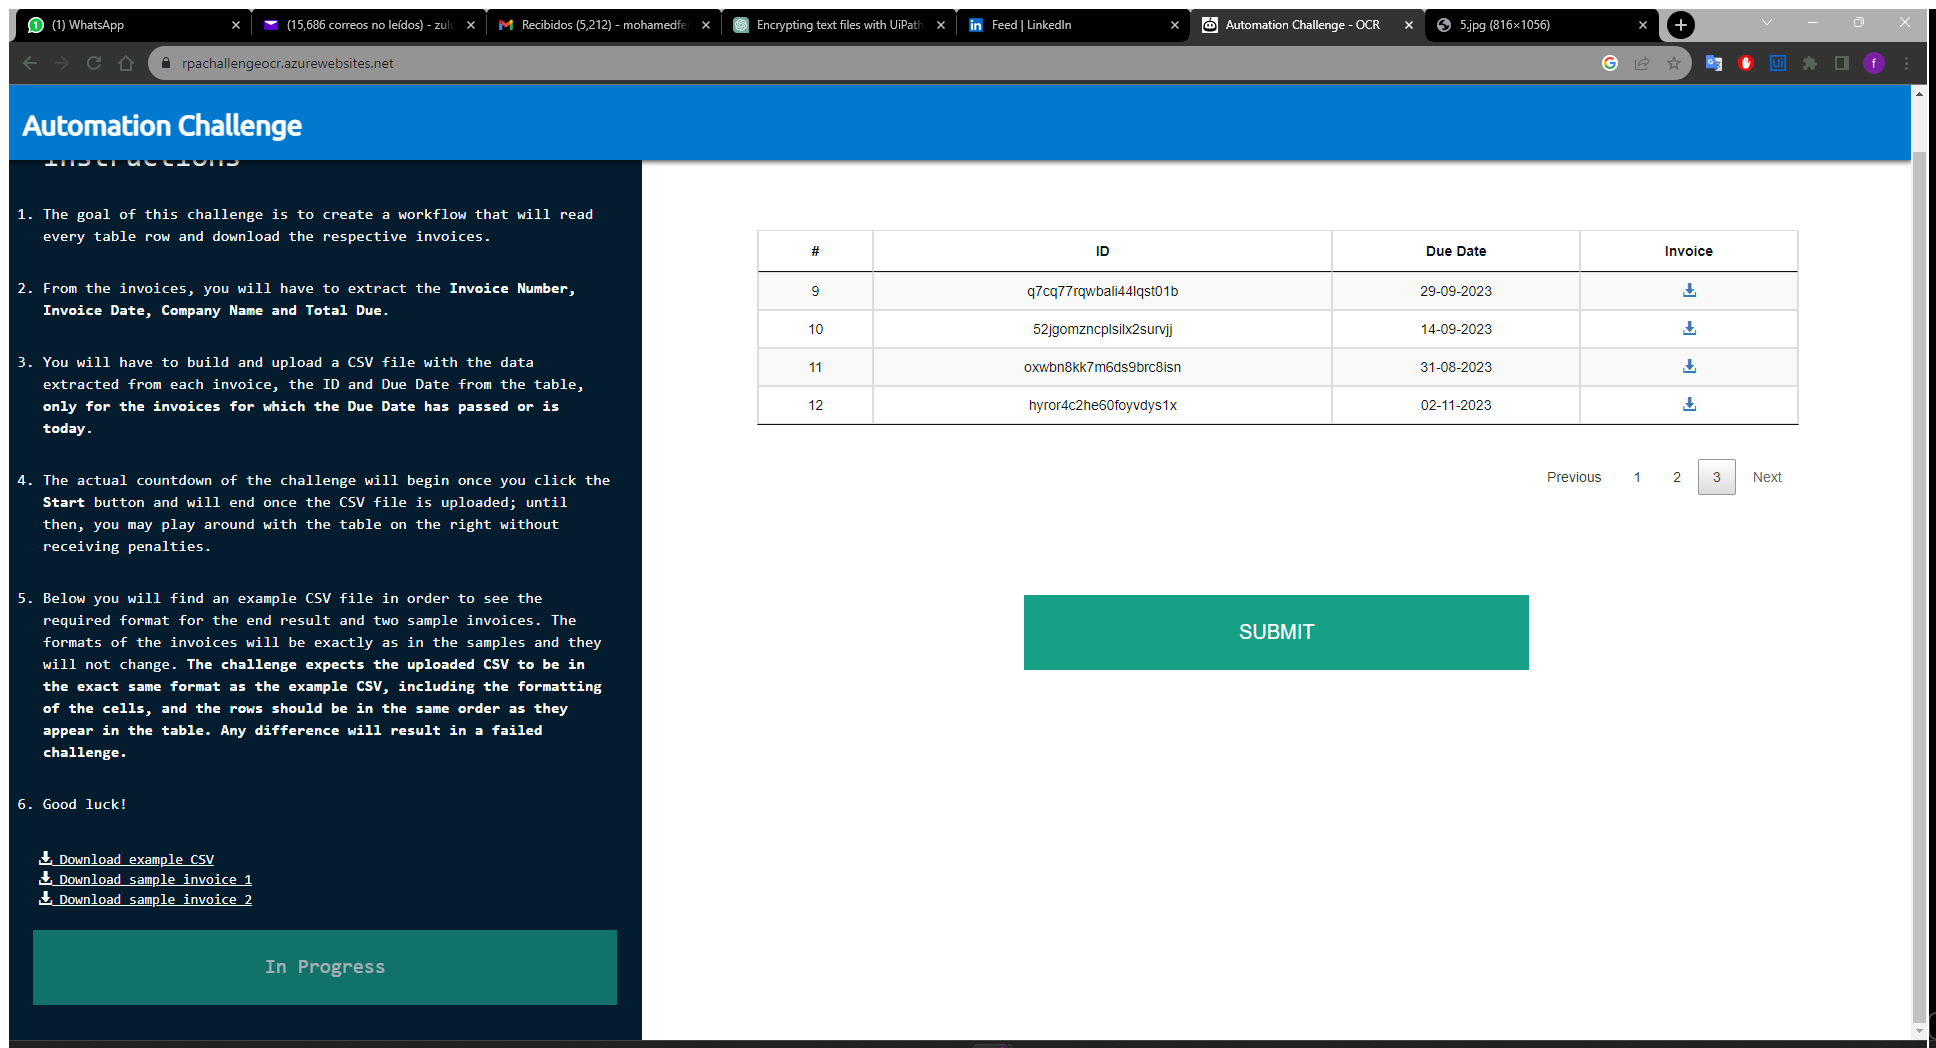 (1) WhatsApp
(15,686 correos no leídos) - zul
Recibidos (5,212) - mohamedfe
Encrypting text files with UiPath
Feed | LinkedIn
Automation Challenge - OCR
5.jpg (816×1056)
rpachallengeocr.azurewebsites.net
Automation Challenge
Instructions
1. The goal of this challenge is to create a workflow that will read
every table row and download the respective invoices.
2. From the invoices, you will have to extract the Invoice Number,
Invoice Date, Company Name and Total Due.
3. You will have to build and upload a CSV file with the data
extracted from each invoice, the ID and Due Date from the table,
only for the invoices for which the Due Date has passed or is
today.
4. The actual countdown of the challenge will begin once you click the
Start button and will end once the CSV file is uploaded; until
then, you may play around with the table on the right without
receiving penalties.
5. Below you will find an example CSV file in order to see the
required format for the end result and two sample invoices. The
formats of the invoices will be exactly as in the samples and they
will not change. The challenge expects the uploaded CSV to be in
the exact same format as the example CSV, including the formatting
of the cells, and the rows should be in the same order as they
appear in the table. Any difference will result in a failed
challenge.
6. Good luck!
Download example CSV
Download sample invoice 1
Download sample invoice 2
In Progress
# ID Due Date Invoice
9 q7cq77rqwbali44lqst01b 29-09-2023
10 52jgomzncplsilx2survjj 14-09-2023
11 oxwbn8kk7m6ds9brc8isn 31-08-2023
12 hyror4c2he60foyvdys1x 02-11-2023
Previous 1 2 3 Next
SUBMIT